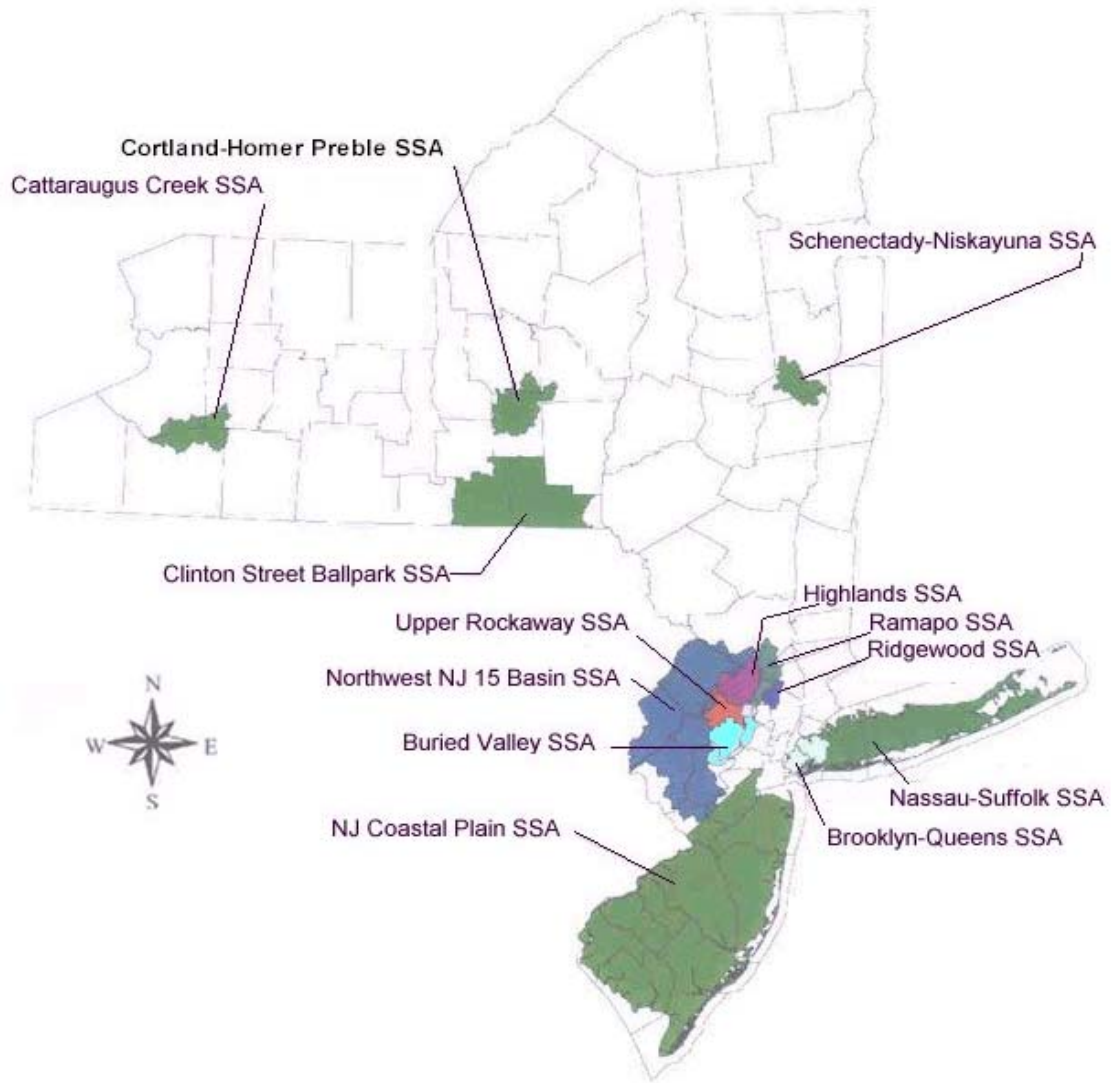 Cortland-Homer Preble SSA
Cattaraugus Creek SSA
Schenectady-Niskayuna SSA
Clinton Street Ballpark SSA
Highlands SSA
Upper Rockaway SSA
Ramapo SSA
Ridgewood SSA
Northwest NJ 15 Basin SSA
N
W
E
S
Buried Valley SSA
Nassau-Suffolk SSA
NJ Coastal Plain SSA
Brooklyn-Queens SSA